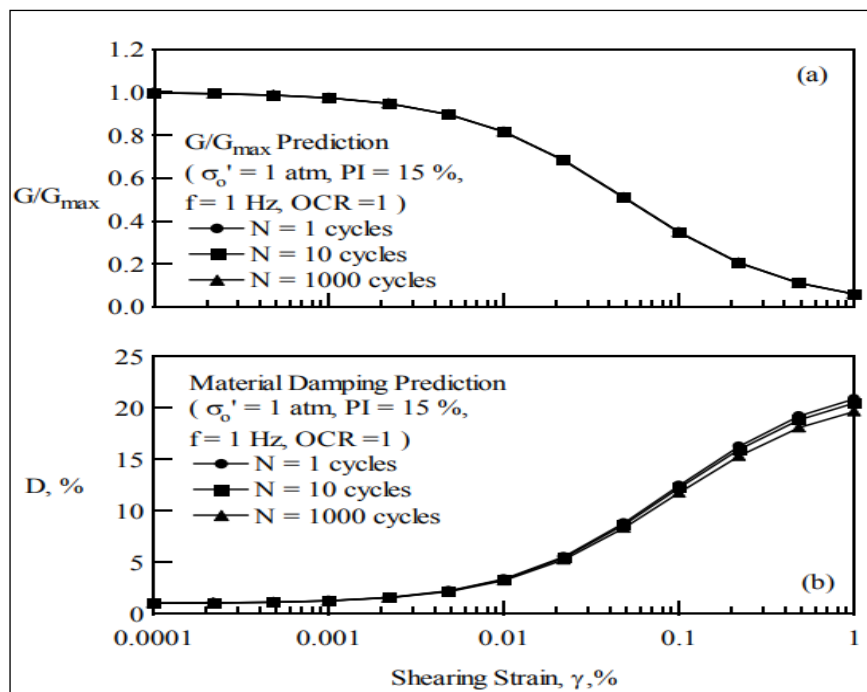 1.2
(a)
1.0
0.8
G/Gmax Prediction
( σo' = 1 atm, PI = 15 %,
f = 1 Hz, OCR =1 )
0.6
G/Gmax
N = 1 cycles
0.4
N = 10 cycles
0.2
N = 1000 cycles
0.0
25
Material Damping Prediction
( σo' = 1 atm, PI = 15 %,
f = 1 Hz, OCR =1 )
20
15
N = 1 cycles
D, %
N = 10 cycles
10
N = 1000 cycles
5
(b)
0
0.0001 0.001 0.01 0.1 1
Shearing Strain, γ ,%